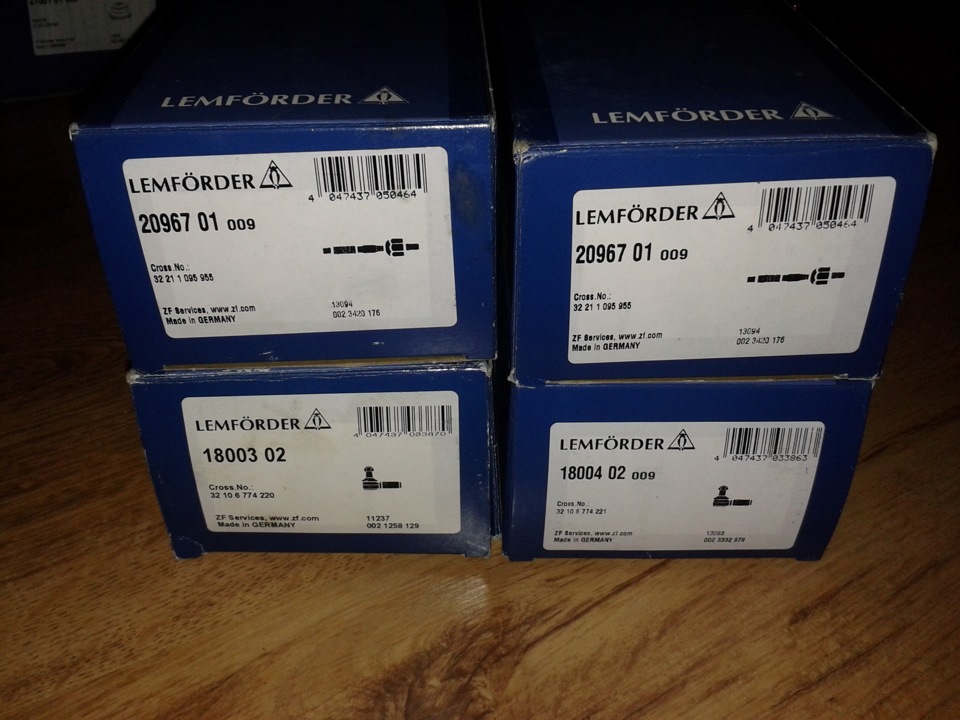 LEMFÖRDER
LEMFÖRDER
LEMFÖRDER
20967 01 009
4 047437 050464
Cross.No.:
32 21 1 095 955
ZF Services, www.zf.com
Made in GERMANY
13094
002 3420 176
LEMFÖRDER
20967 01 009
4 047437 050464
Cross.No.:
32 21 1 095 955
ZF Services, www.zf.com
Made in GERMANY
13094
002 3420 176
LEMFÖRDER
18003 02
4 047437 033870
Cross.No.:
32 10 6 774 220
ZF Services, www.zf.com
Made in GERMANY
11237
002 1258 129
LEMFÖRDER
18004 02 009
4 047437 033863
Cross.No.:
32 10 6 774 221
ZF Services, www.zf.com
Made in GERMANY
13093
002 3392 979